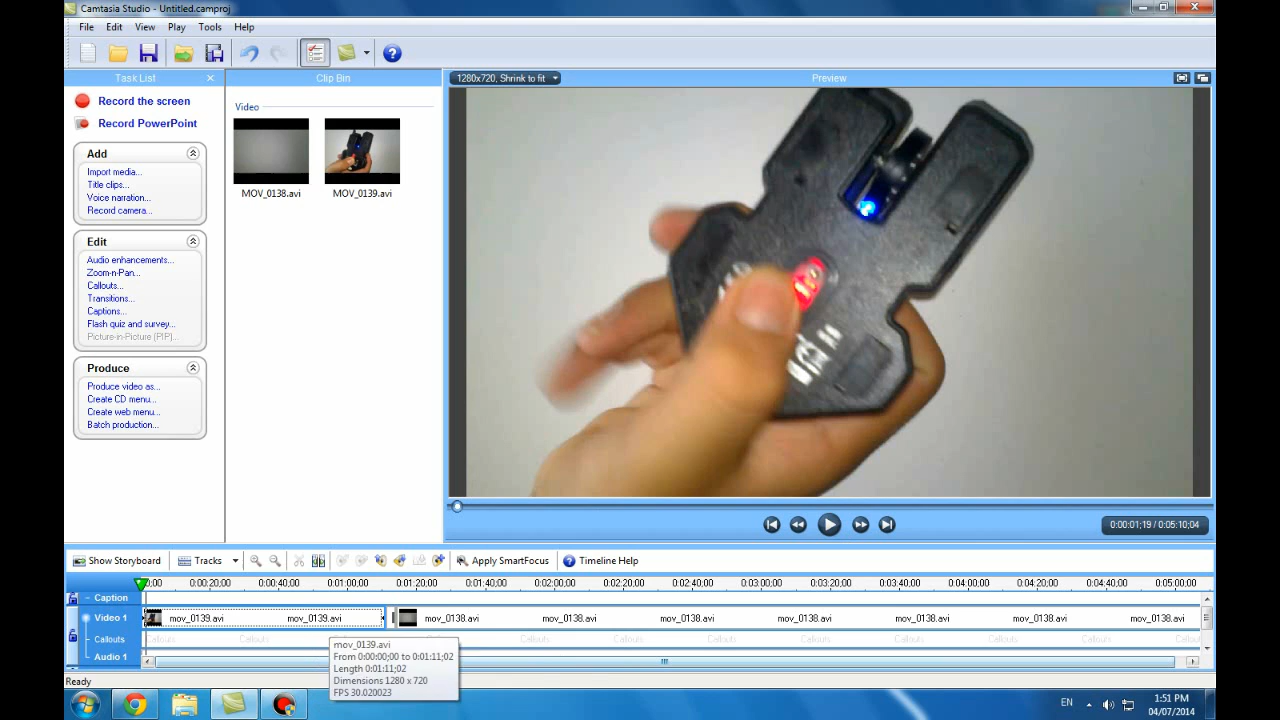 Camtasia Studio - Untitled.camproj
File Edit View Play Tools Help
Task List
Record the screen
Record PowerPoint
Add
Import media...
Title clips...
Voice narration...
Record camera...
Edit
Audio enhancements...
Zoom-n-Pan...
Callouts...
Transitions...
Captions...
Flash quiz and survey...
Picture-in-Picture (PIP)...
Produce
Produce video as...
Create CD menu...
Create web menu...
Batch production...
Clip Bin
Video
MOV_0138.avi MOV_0139.avi
1280x720, Shrink to fit Preview
0:00:01;19 / 0:05:10;04
Show Storyboard Tracks Apply SmartFocus Timeline Help
0:00:20;00 0:00:40;00 0:01:00;00 0:01:20;00 0:01:40;00 0:02:00;00 0:02:20;00 0:02:40;00 0:03:00;00 0:03:20;00 0:03:40;00 0:04:00;00 0:04:20;00 0:04:40;00 0:05:00;00
Caption
Video 1 mov_0139.avi mov_0139.avi mov_0138.avi mov_0138.avi mov_0138.avi mov_0138.avi mov_0138.avi mov_0138.avi mov_0138.avi
Callouts Callouts Callouts Callouts Callouts Callouts Callouts Callouts Callouts
Audio 1
mov_0139.avi
From 0:00:00;00 to 0:01:11;02
Length 0:01:11;02
Dimensions 1280 x 720
FPS 30.020023
Ready
EN
1:51 PM
04/07/2014